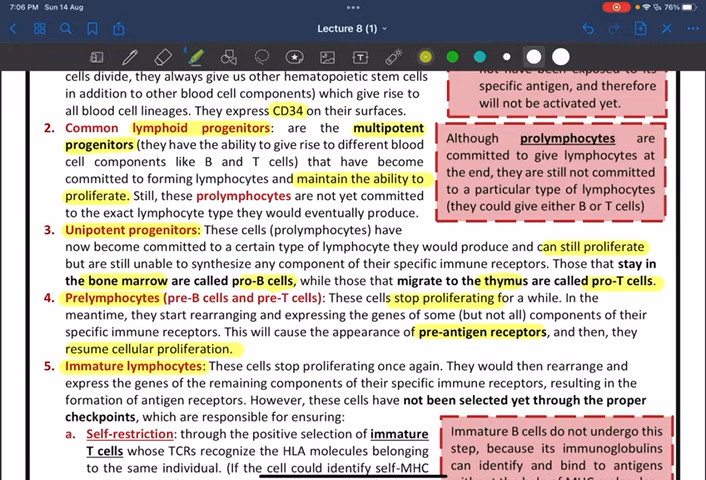 7:06 PM Sun 14 Aug
76%
Lecture 8 (1)
cells divide, they always give us other hematopoietic stem cells
in addition to other blood cell components) which give rise to
all blood cell lineages. They express CD34 on their surfaces.
specific antigen, and therefore
will not be activated yet.
2. Common lymphoid progenitors: are the multipotent
progenitors (they have the ability to give rise to different blood
cell components like B and T cells) that have become
committed to forming lymphocytes and maintain the ability to
proliferate. Still, these prolymphocytes are not yet committed
to the exact lymphocyte type they would eventually produce.
Although prolymphocytes are
committed to give lymphocytes at
the end, they are still not committed
to a particular type of lymphocytes
(they could give either B or T cells)
3. Unipotent progenitors: These cells (prolymphocytes) have
now become committed to a certain type of lymphocyte they would produce and can still proliferate
but are still unable to synthesize any component of their specific immune receptors. Those that stay in
the bone marrow are called pro-B cells, while those that migrate to the thymus are called pro-T cells.
4. Prelymphocytes (pre-B cells and pre-T cells): These cells stop proliferating for a while. In the
meantime, they start rearranging and expressing the genes of some (but not all) components of their
specific immune receptors. This will cause the appearance of pre-antigen receptors, and then, they
resume cellular proliferation.
5. Immature lymphocytes: These cells stop proliferating once again. They would then rearrange and
express the genes of the remaining components of their specific immune receptors, resulting in the
formation of antigen receptors. However, these cells have not been selected yet through the proper
checkpoints, which are responsible for ensuring:
a. Self-restriction: through the positive selection of immature
T cells whose TCRs recognize the HLA molecules belonging
to the same individual. (If the cell could identify self-MHC
Immature B cells do not undergo this
step, because its immunoglobulins
can identify and bind to antigens